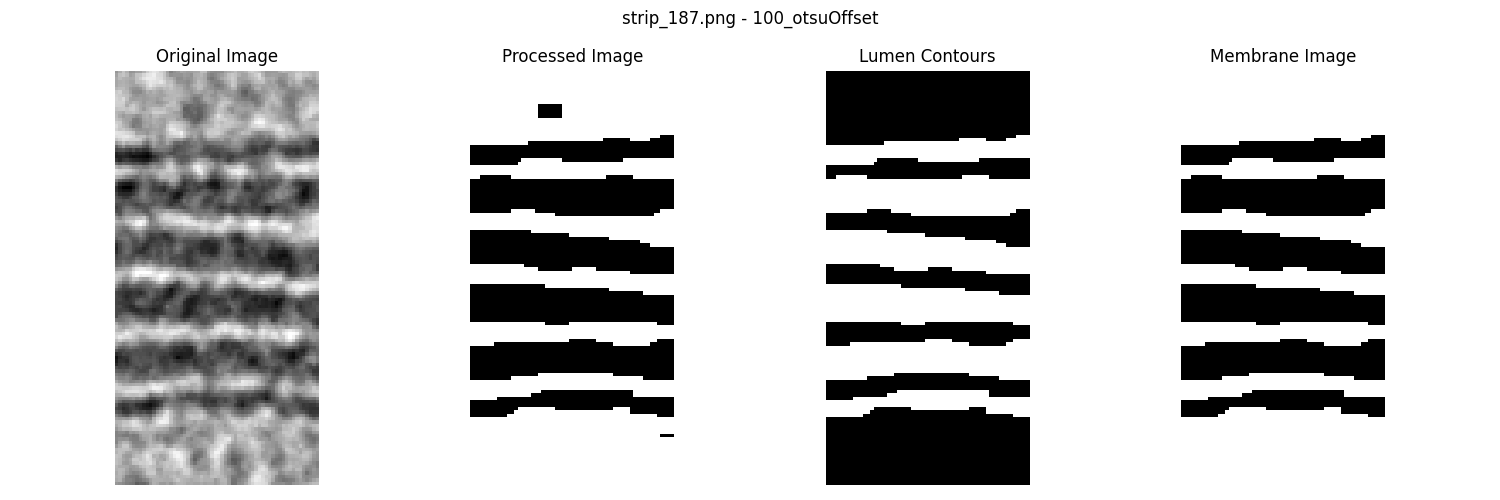 strip_187.png - 100_otsuOffset
Original Image
Processed Image
Lumen Contours
Membrane Image